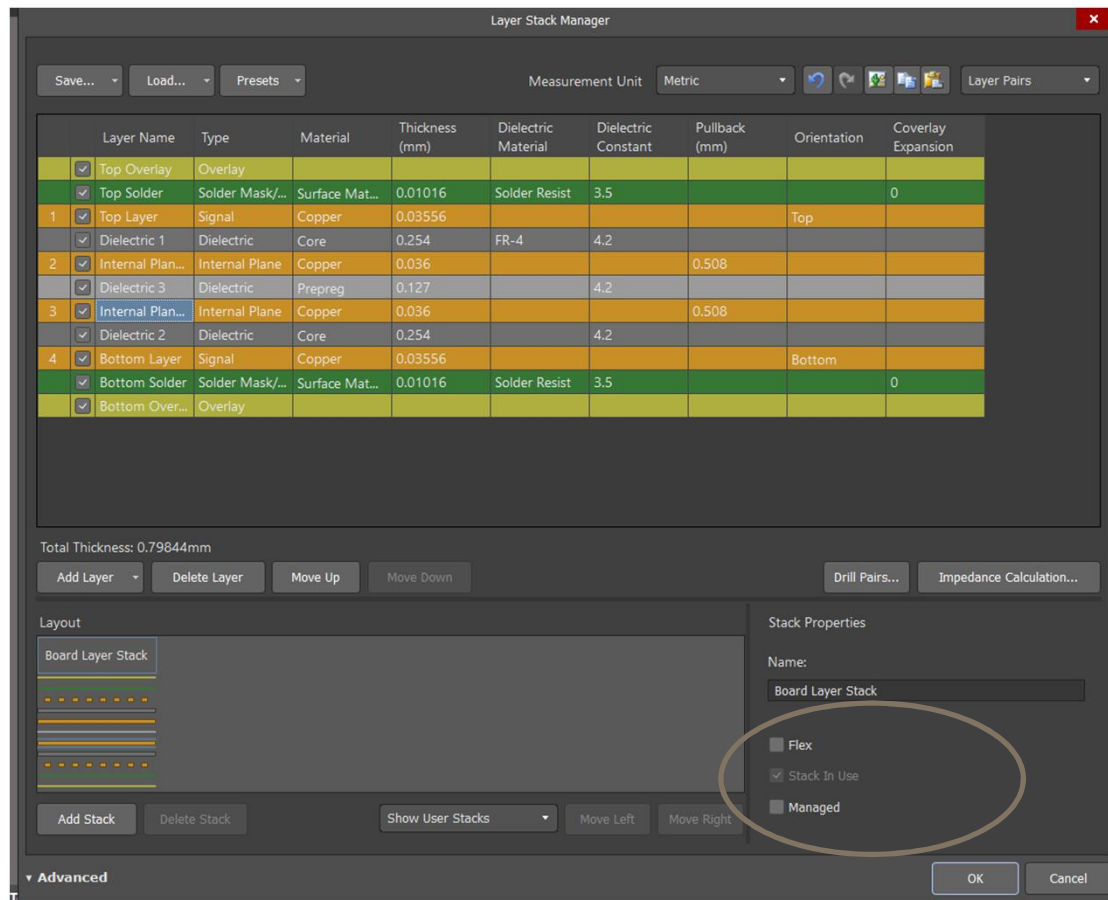 Layer Stack Manager
Save... Load... Presets Measurement Unit Metric Layer Pairs
Layer Name Type Material Thickness (mm) Dielectric Material Dielectric Constant Pullback (mm) Orientation Coverlay Expansion
Top Overlay Overlay
Top Solder Solder Mask/... Surface Mat... 0.01016 Solder Resist 3.5 0
1 Top Layer Signal Copper 0.03556 Top
Dielectric 1 Dielectric Core 0.254 FR-4 4.2
2 Internal Plan... Internal Plane Copper 0.036 0.508
Dielectric 3 Dielectric Prepreg 0.127 4.2
3 Internal Plan... Internal Plane Copper 0.036 0.508
Dielectric 2 Dielectric Core 0.254 4.2
4 Bottom Layer Signal Copper 0.03556 Bottom
Bottom Solder Solder Mask/... Surface Mat... 0.01016 Solder Resist 3.5 0
Bottom Over... Overlay
Total Thickness: 0.79844mm
Add Layer Delete Layer Move Up Move Down Drill Pairs... Impedance Calculation...
Layout
Board Layer Stack
Stack Properties
Name:
Board Layer Stack
Flex
Stack In Use
Managed
Add Stack Delete Stack Show User Stacks Move Left Move Right
Advanced
OK Cancel